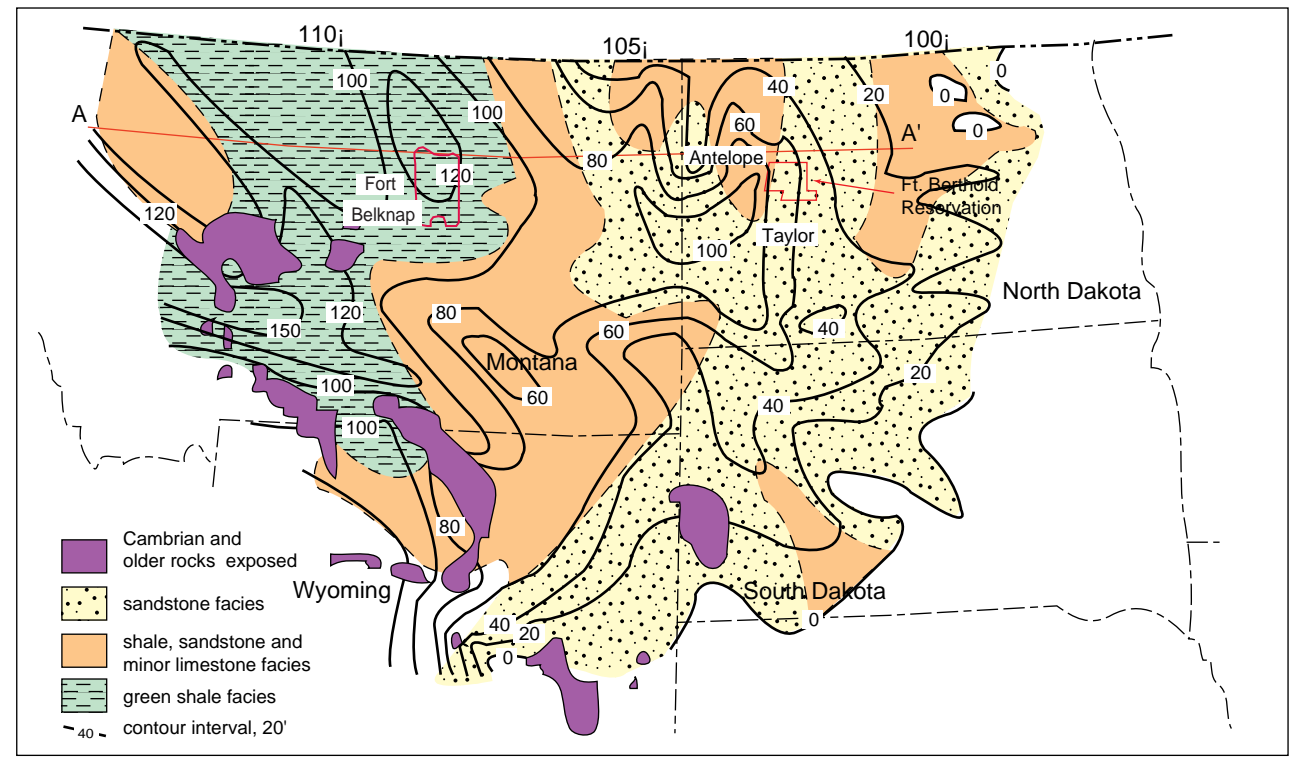 110¡
105¡
100¡
0
100
40
20
0
A
100
60
0
A'
80
Antelope
Fort
120
Ft. Berthold
Reservation
120
Belknap
Taylor
100
North Dakota
150
120
80
60
40
Montana
20
100
60
40
100
80
Cambrian and
older rocks exposed
Wyoming
South Dakota
sandstone facies
40
20
0
0
shale, sandstone and
minor limestone facies
green shale facies
40
contour interval, 20'